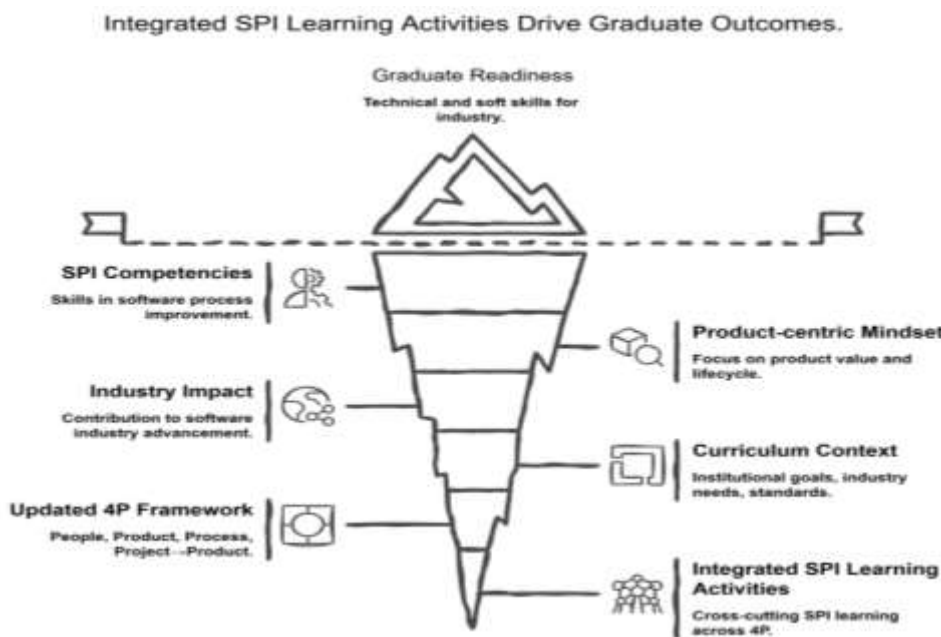 Integrated SPI Learning Activities Drive Graduate Outcomes.
Graduate Readiness
Technical and soft skills for
industry.
SPI Competencies
Skills in software process
improvement.
Product-centric Mindset
Focus on product value and
lifecycle.
Industry Impact
Contribution to software
industry advancement.
Curriculum Context
Institutional goals, industry
needs, standards.
Updated 4P Framework
People, Product, Process,
Project→Product.
Integrated SPI Learning
Activities
Cross-cutting SPI learning
across 4P.